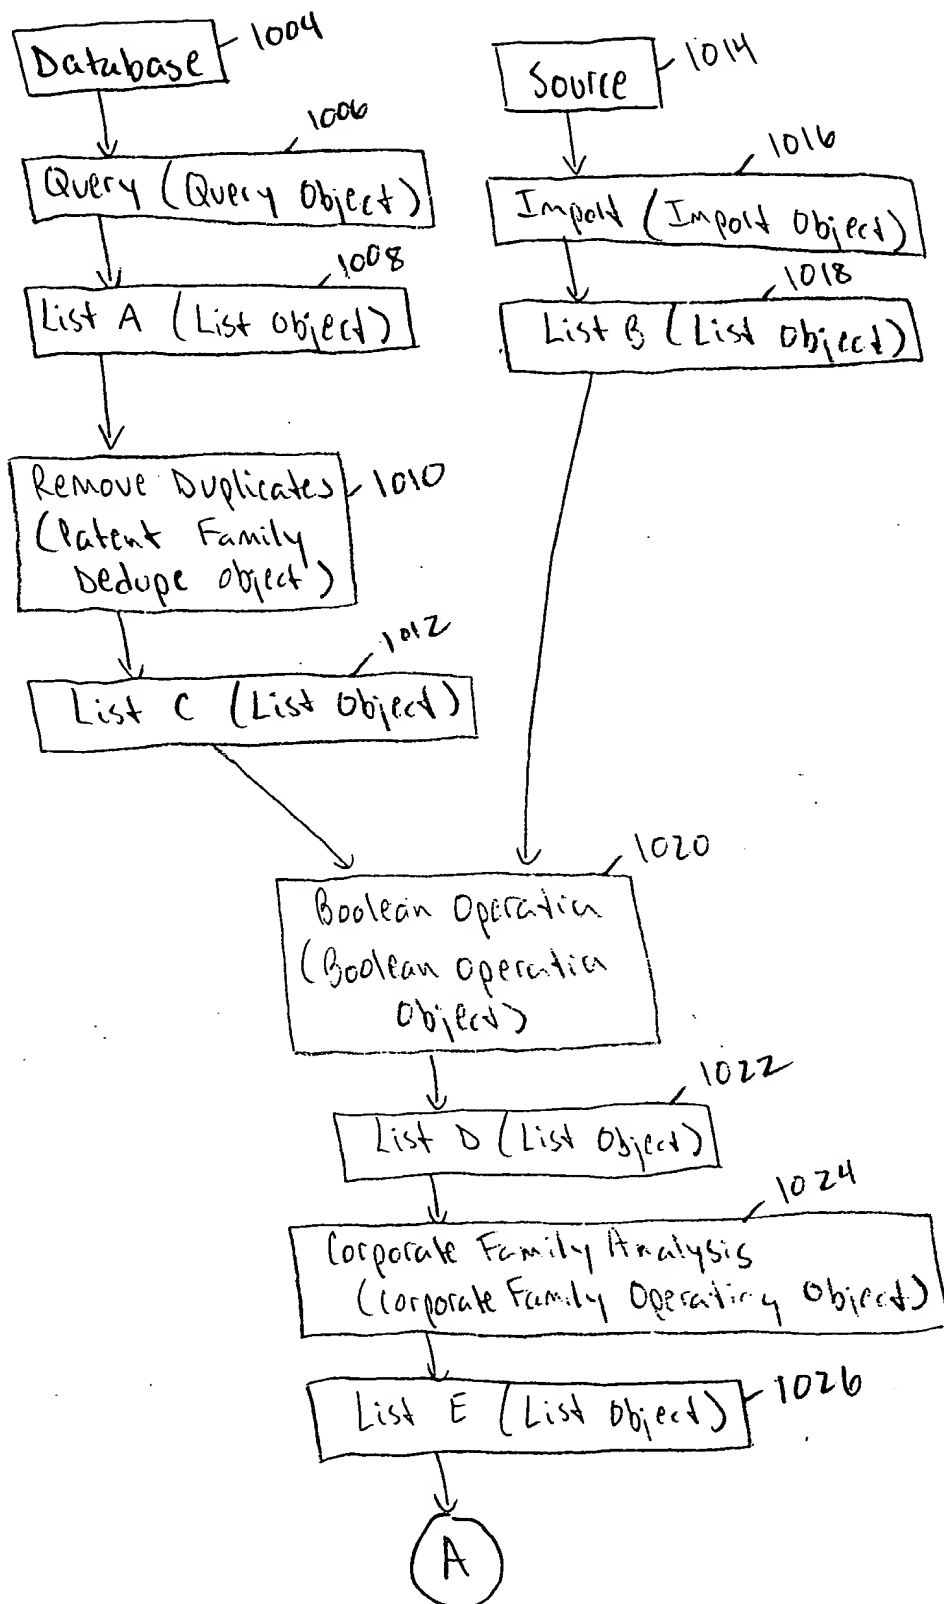 Database
1004
Query (Query Object)
1006
List A (List Object)
1008
Remove Duplicates
(Patent Family
Dedupe Object)
1010
List C (List Object)
1012
Source
1014
Import (Import Object)
1016
List B (List Object)
1018
Boolean Operation
(Boolean Operation
Object)
1020
List D (List Object)
1022
Corporate Family Analysis
(Corporate Family Operating Object)
1024
List E (List Object)
1026
A